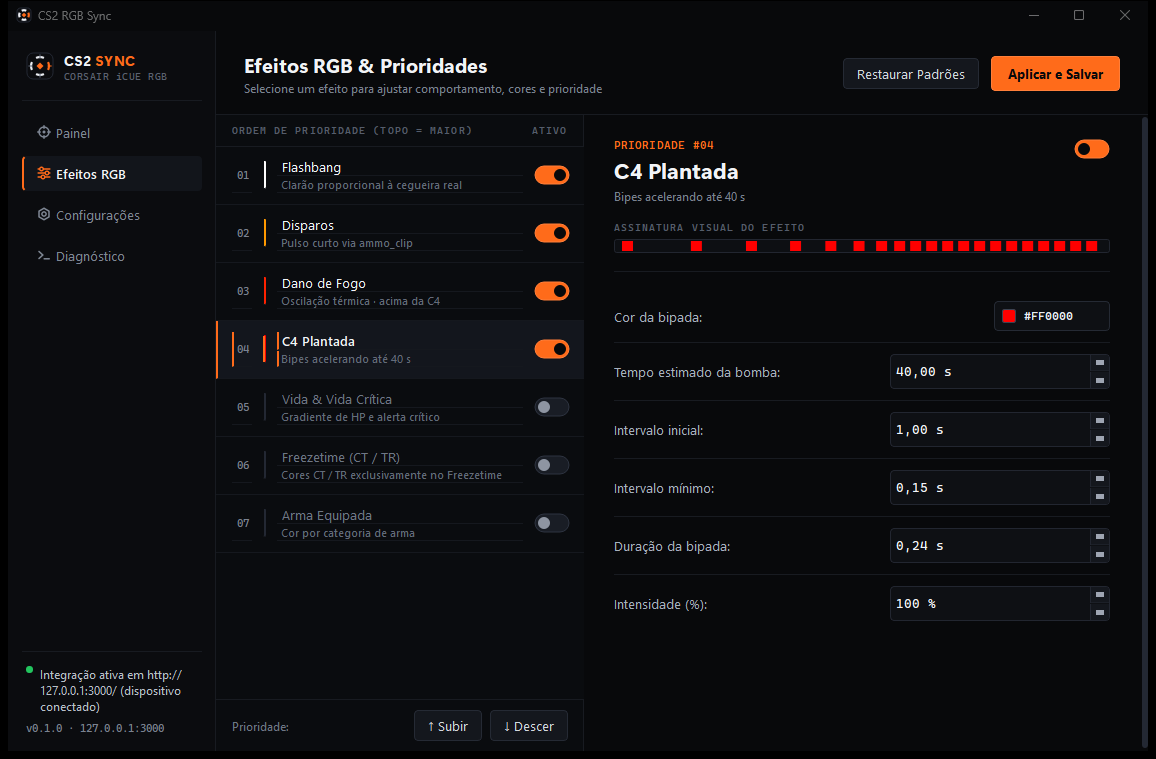 CS2 RGB Sync
CS2 SYNC
CORSAIR iCUE RGB
Painel
Efeitos RGB
Configurações
Diagnóstico
Integração ativa em http://
127.0.0.1:3000/ (dispositivo
conectado)
v0.1.0 · 127.0.0.1:3000
Efeitos RGB & Prioridades
Selecione um efeito para ajustar comportamento, cores e prioridade
Restaurar Padrões
Aplicar e Salvar
ORDEM DE PRIORIDADE (TOPO = MAIOR) ATIVO
01 Flashbang
Clarão proporcional à cegueira real
02 Disparos
Pulso curto via ammo_clip
03 Dano de Fogo
Oscilação térmica · acima da C4
04 C4 Plantada
Bipes acelerando até 40 s
05 Vida & Vida Crítica
Gradiente de HP e alerta crítico
06 Freezetime (CT / TR)
Cores CT / TR exclusivamente no Freezetime
07 Arma Equipada
Cor por categoria de arma
Prioridade: ↑ Subir ↓ Descer
PRIORIDADE #04
C4 Plantada
Bipes acelerando até 40 s
ASSINATURA VISUAL DO EFEITO
Cor da bipada: #FF0000
Tempo estimado da bomba: 40,00 s
Intervalo inicial: 1,00 s
Intervalo mínimo: 0,15 s
Duração da bipada: 0,24 s
Intensidade (%): 100 %